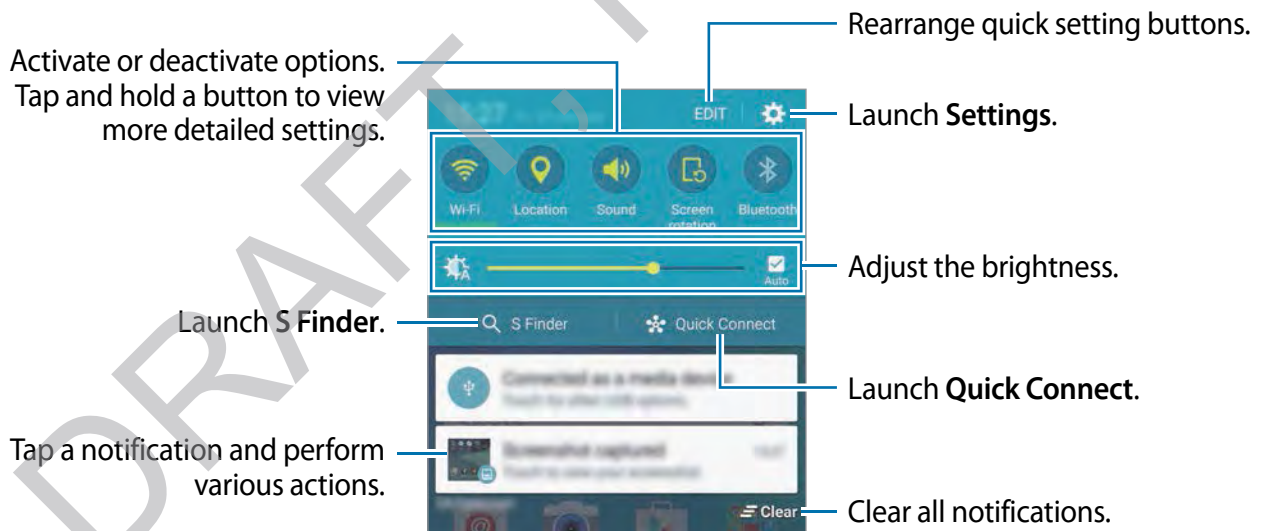 Rearrange quick setting buttons.
Activate or deactivate options.
Tap and hold a button to view
more detailed settings.
EDIT
Launch Settings.
Wi-Fi
Location
Sound
Screen
rotation
Bluetooth
Adjust the brightness.
Auto
Launch S Finder.
S Finder
Quick Connect
Connected as a media device
Launch Quick Connect.
Tap a notification and perform
various actions.
Screenshot captured
Clear
Clear all notifications.
DRAFT,